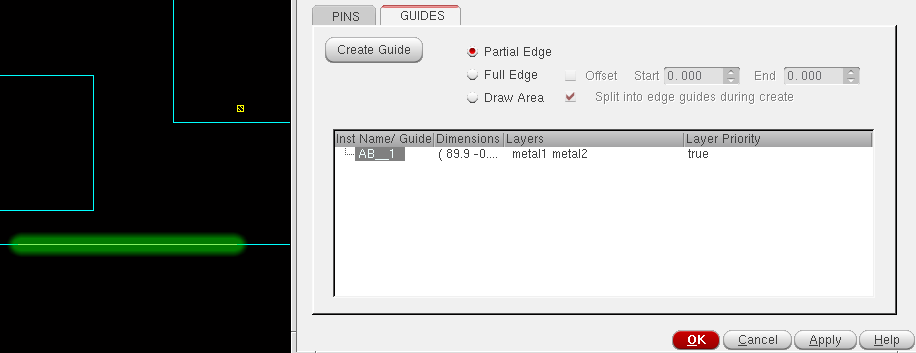 PINS GUIDES
Create Guide
Partial Edge
Full Edge Offset Start 0.000 End 0.000
Draw Area Split into edge guides during create
Inst Name/ Guide Dimensions Layers Layer Priority
AB__1 ( 89.9 -0.... metal1 metal2 true
OK Cancel Apply Help